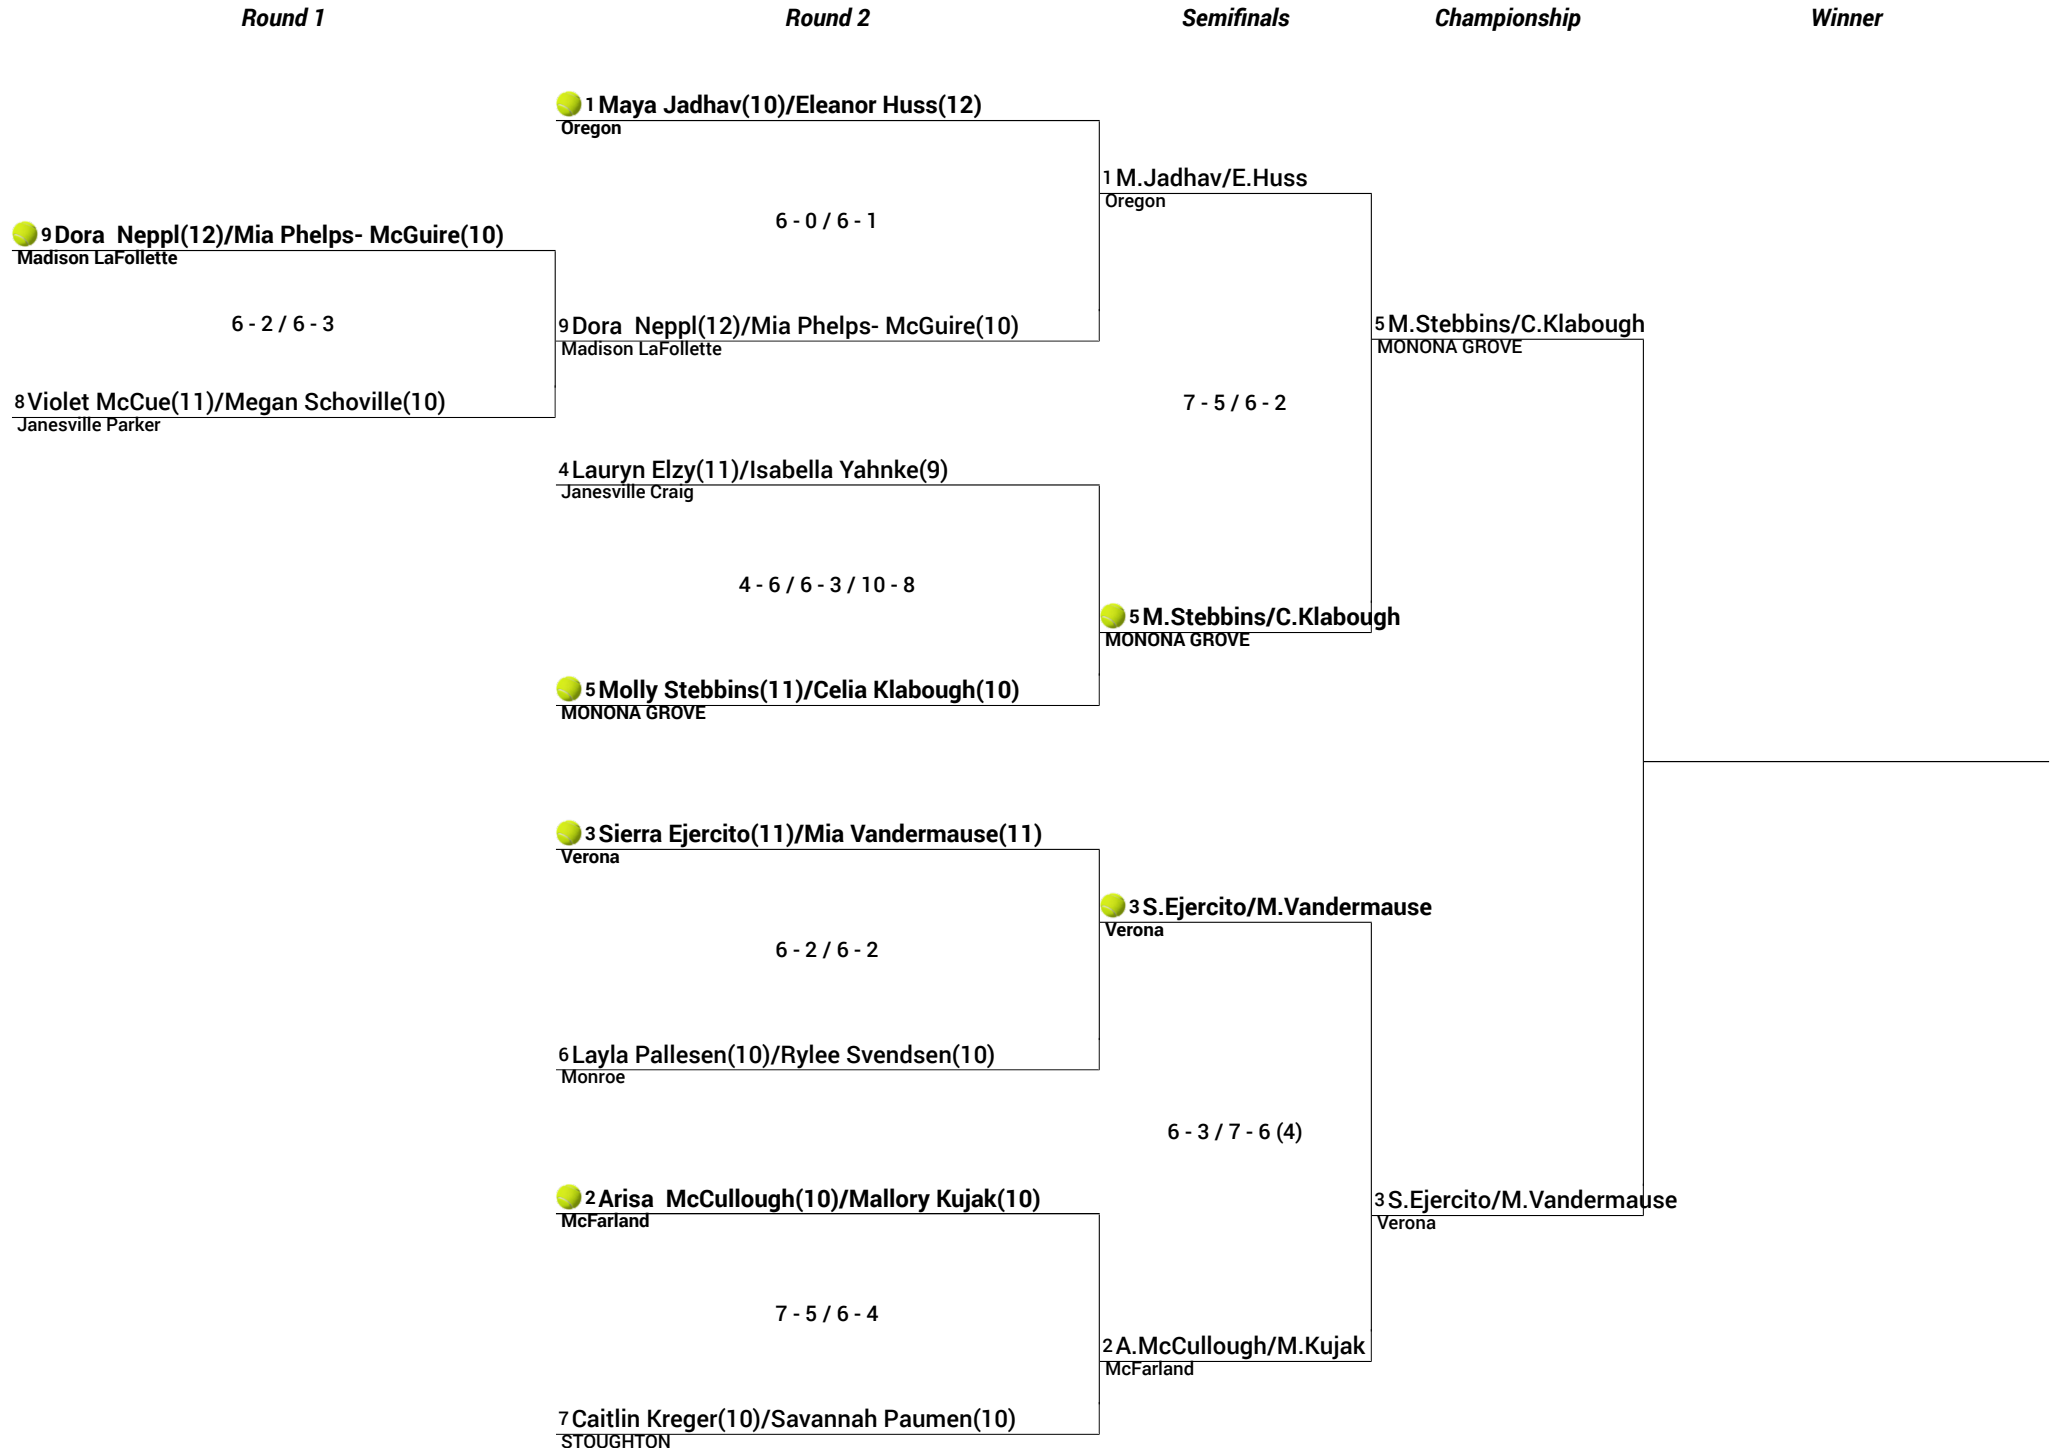 Round 1 Round 2 Semifinals Championship Winner
1 Maya Jadhav(10)/Eleanor Huss(12)
Oregon
1 M.Jadhav/E.Huss
Oregon
6 - 0 / 6 - 1
9 Dora  Neppl(12)/Mia Phelps- McGuire(10)
Madison LaFollette
6 - 2 / 6 - 3
9 Dora  Neppl(12)/Mia Phelps- McGuire(10)
Madison LaFollette
5 M.Stebbins/C.Klabough
MONONA GROVE
8 Violet McCue(11)/Megan Schoville(10)
Janesville Parker
7 - 5 / 6 - 2
4 Lauryn Elzy(11)/Isabella Yahnke(9)
Janesville Craig
4 - 6 / 6 - 3 / 10 - 8
5 M.Stebbins/C.Klabough
MONONA GROVE
5 Molly Stebbins(11)/Celia Klabough(10)
MONONA GROVE
3 Sierra Ejercito(11)/Mia Vandermause(11)
Verona
3 S.Ejercito/M.Vandermause
Verona
6 - 2 / 6 - 2
6 Layla Pallesen(10)/Rylee Svendsen(10)
Monroe
6 - 3 / 7 - 6 (4)
2 Arisa  McCullough(10)/Mallory Kujak(10)
McFarland
3 S.Ejercito/M.Vandermause
Verona
7 - 5 / 6 - 4
2 A.McCullough/M.Kujak
McFarland
7 Caitlin Kreger(10)/Savannah Paumen(10)
STOUGHTON